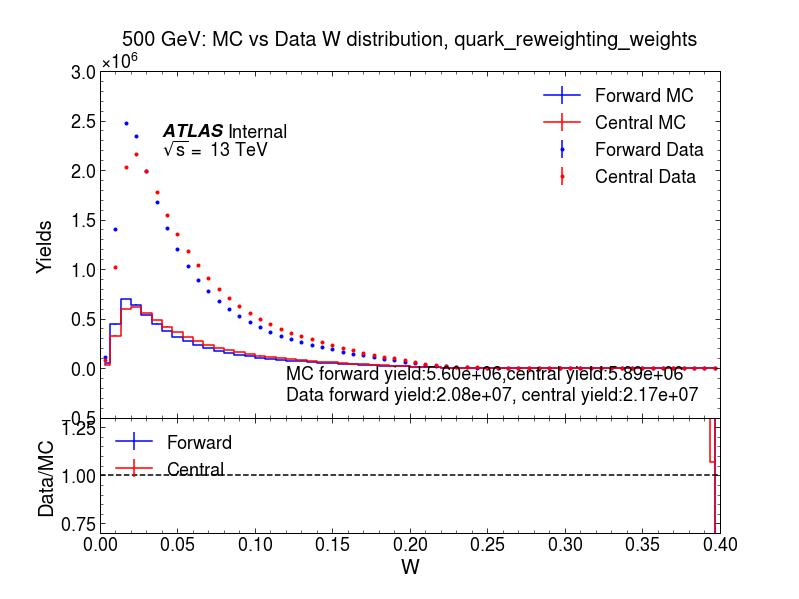 500 GeV: MC vs Data W distribution, quark_reweighting_weights
×10⁶
3.0
2.5
2.0
1.5
1.0
0.5
0.0
0.5
Yields
ATLAS Internal
√s = 13 TeV
Forward MC
Central MC
Forward Data
Central Data
MC forward yield:5.60e+06,central yield:5.89e+06
Data forward yield:2.08e+07, central yield:2.17e+07
1.25
1.00
0.75
Data/MC
Forward
Central
0.00 0.05 0.10 0.15 0.20 0.25 0.30 0.35 0.40
W